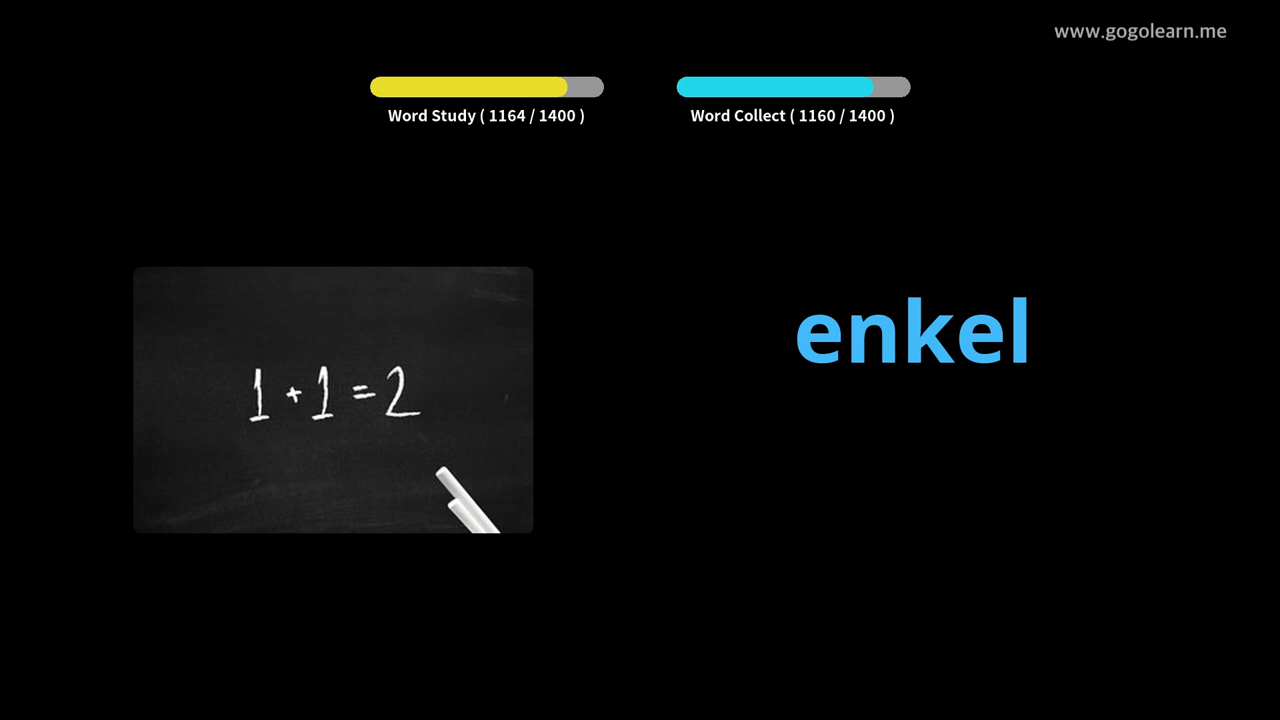 www.gogolearn.me
Word Study ( 1164 / 1400 )
Word Collect ( 1160 / 1400 )
enkel
1 + 1 = 2